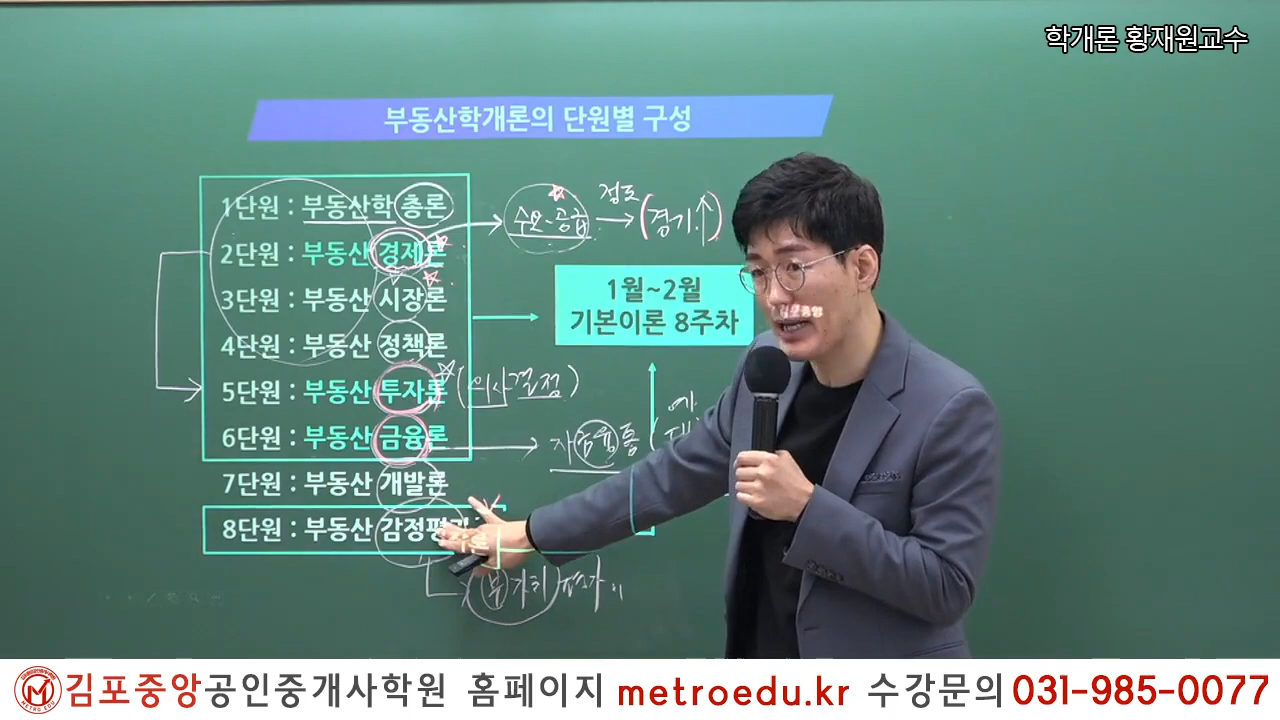 학개론 황재원교수
부동산학개론의 단원별 구성
1단원 : 부동산학 총론
수요-공급
경기↑
2단원 : 부동산 경제론
3단원 : 부동산 시장론
1월~2월
기본이론 8주차
4단원 : 부동산 정책론
5단원 : 부동산 투자론
(의사결정)
6단원 : 부동산 금융론
자금융통
7단원 : 부동산 개발론
8단원 : 부동산 감정평가
METRO EDU
김포중앙공인중개사학원 홈페이지 metroedu.kr 수강문의 031-985-0077